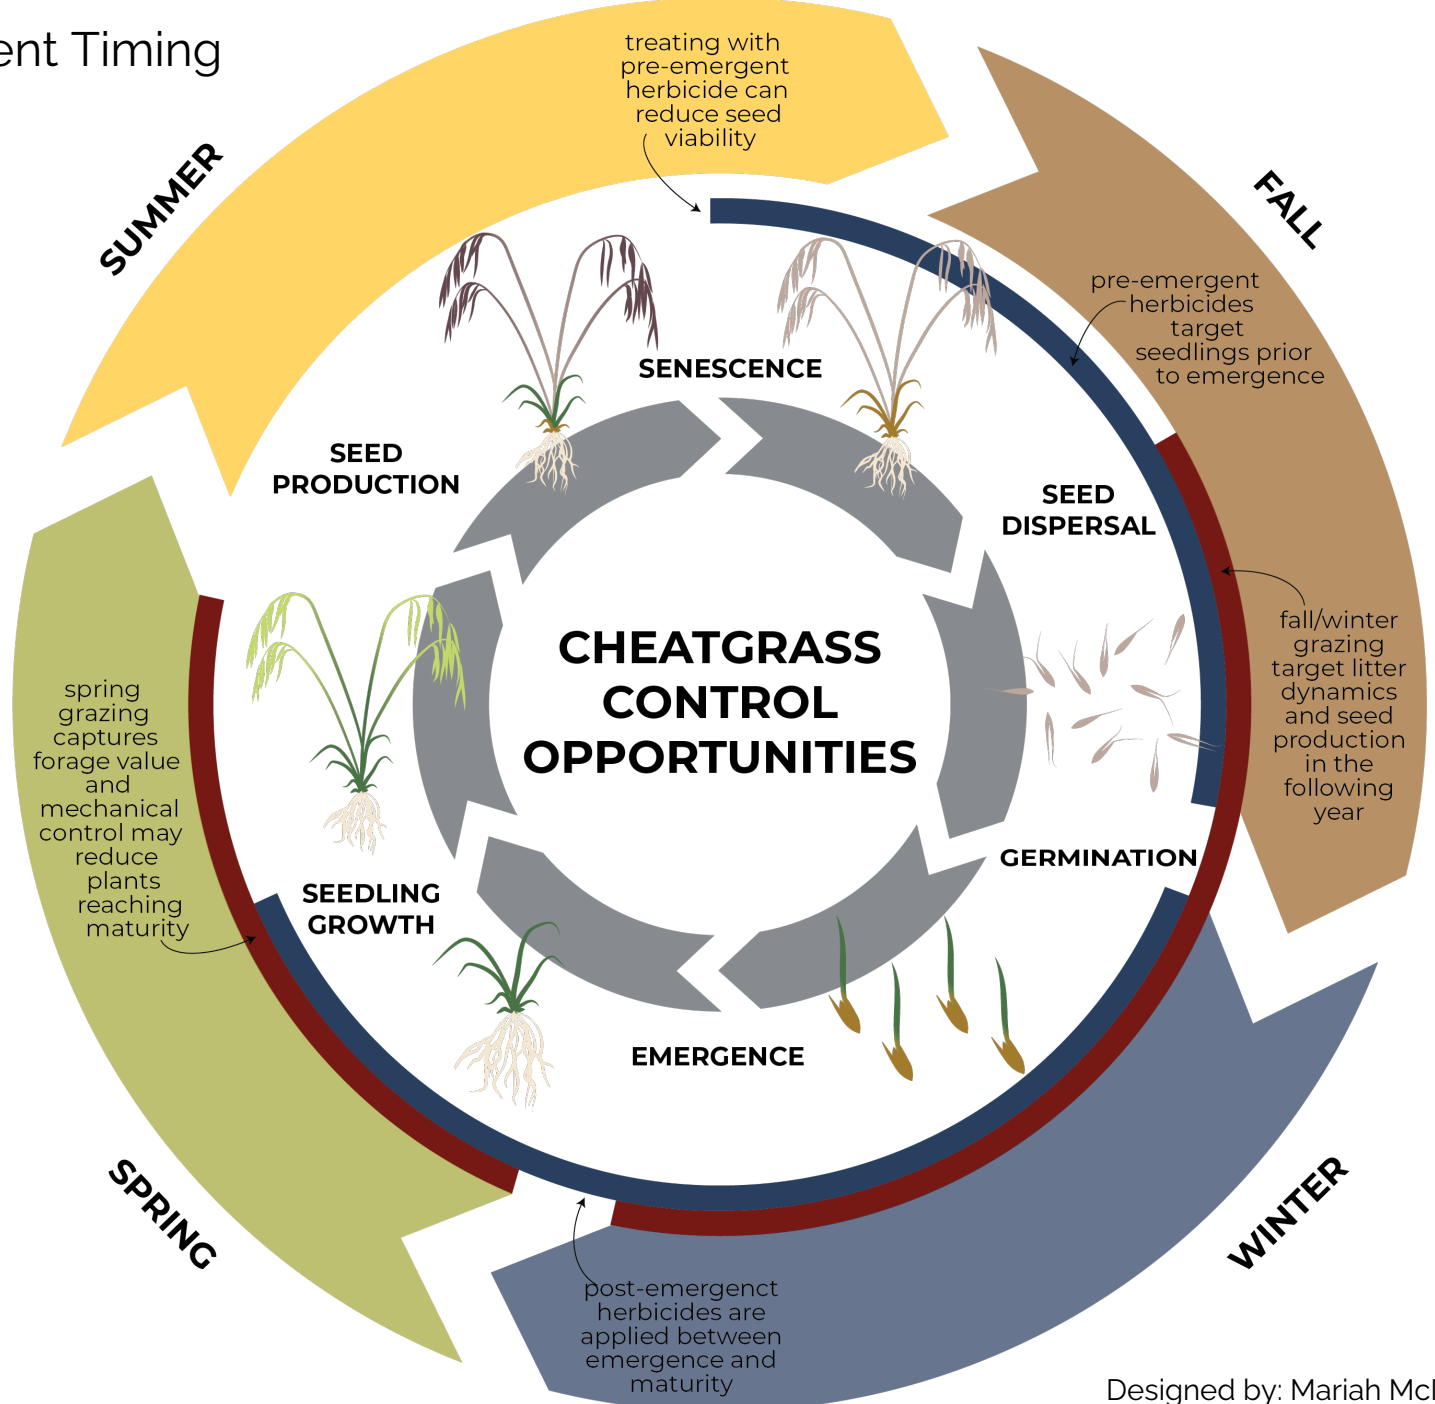 ent Timing
SUMMER
FALL
WINTER
SPRING
treating with
pre-emergent
herbicide can
reduce seed
viability
pre-emergent
herbicides
target
seedlings prior
to emergence
fall/winter
grazing
target litter
dynamics
and seed
production
in the
following
year
post-emergenct
herbicides are
applied between
emergence and
maturity
spring
grazing
captures
forage value
and
mechanical
control may
reduce
plants
reaching
maturity
SENESCENCE
SEED
DISPERSAL
GERMINATION
EMERGENCE
SEEDLING
GROWTH
SEED
PRODUCTION
CHEATGRASS
CONTROL
OPPORTUNITIES
Designed by: Mariah McI